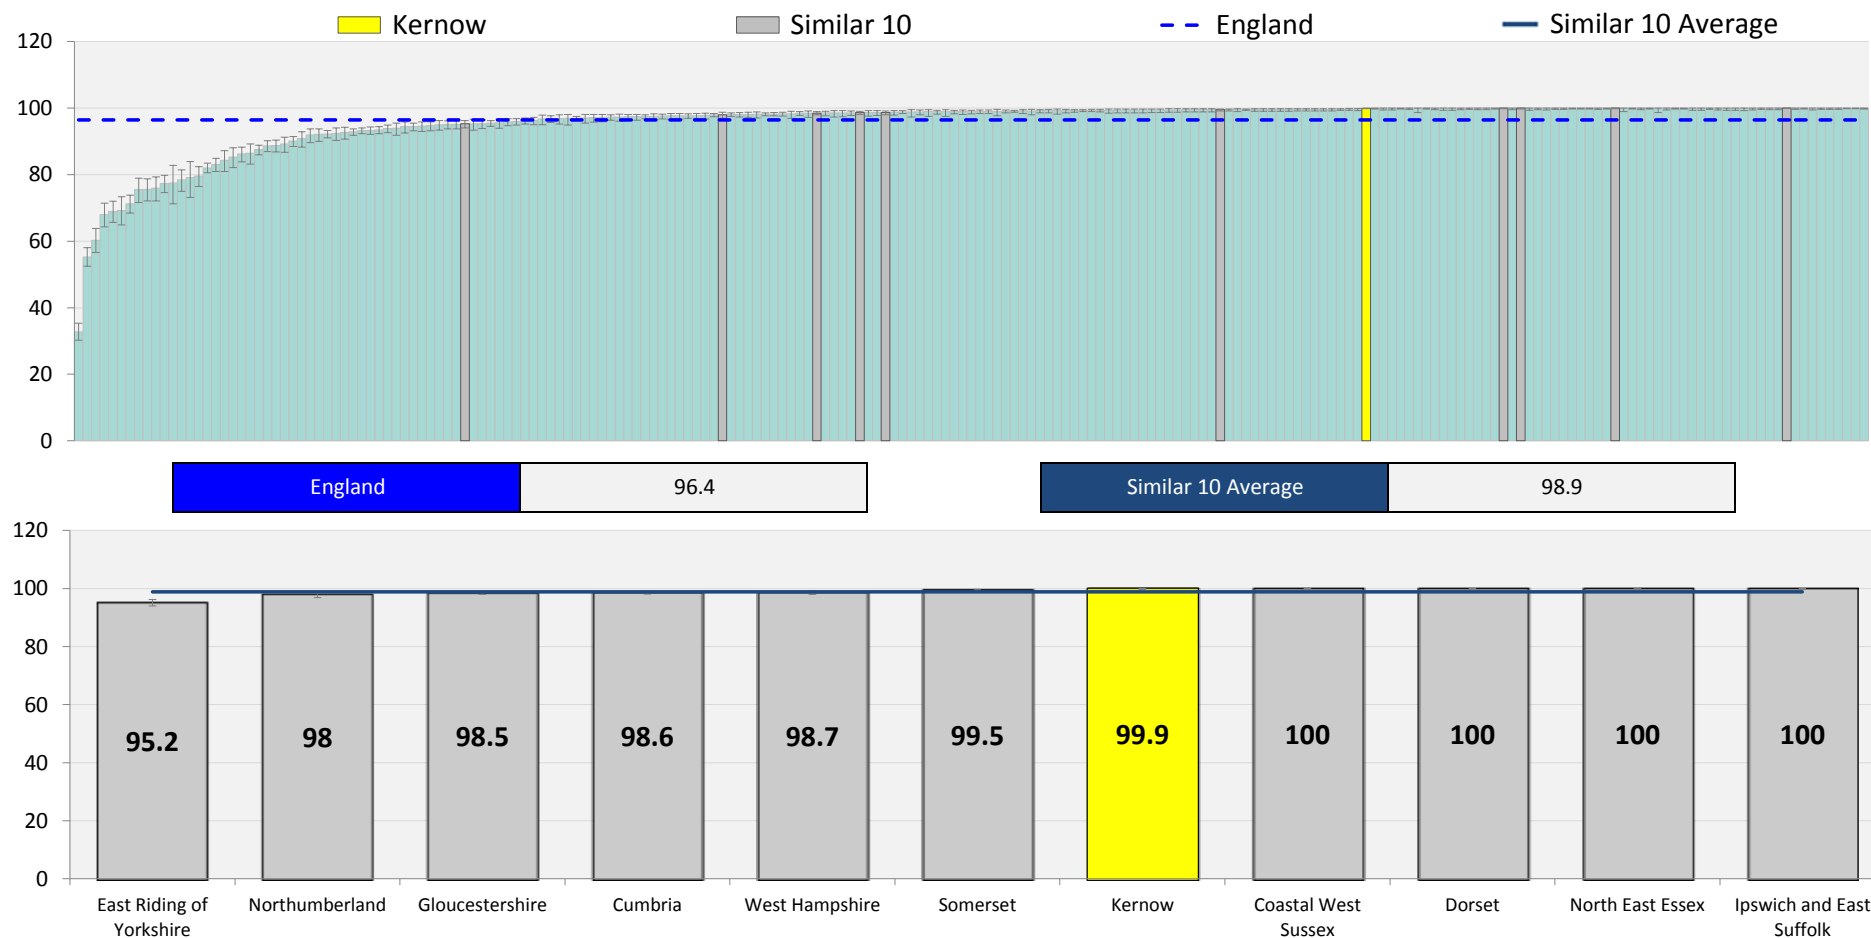 Kernow
Similar 10
England
Similar 10 Average
120
100
80
60
40
20
0
England
96.4
Similar 10 Average
98.9
120
100
80
60
40
20
0
95.2
98
98.5
98.6
98.7
99.5
99.9
100
100
100
100
East Riding of
Yorkshire
Northumberland
Gloucestershire
Cumbria
West Hampshire
Somerset
Kernow
Coastal West
Sussex
Dorset
North East Essex
Ipswich and East
Suffolk